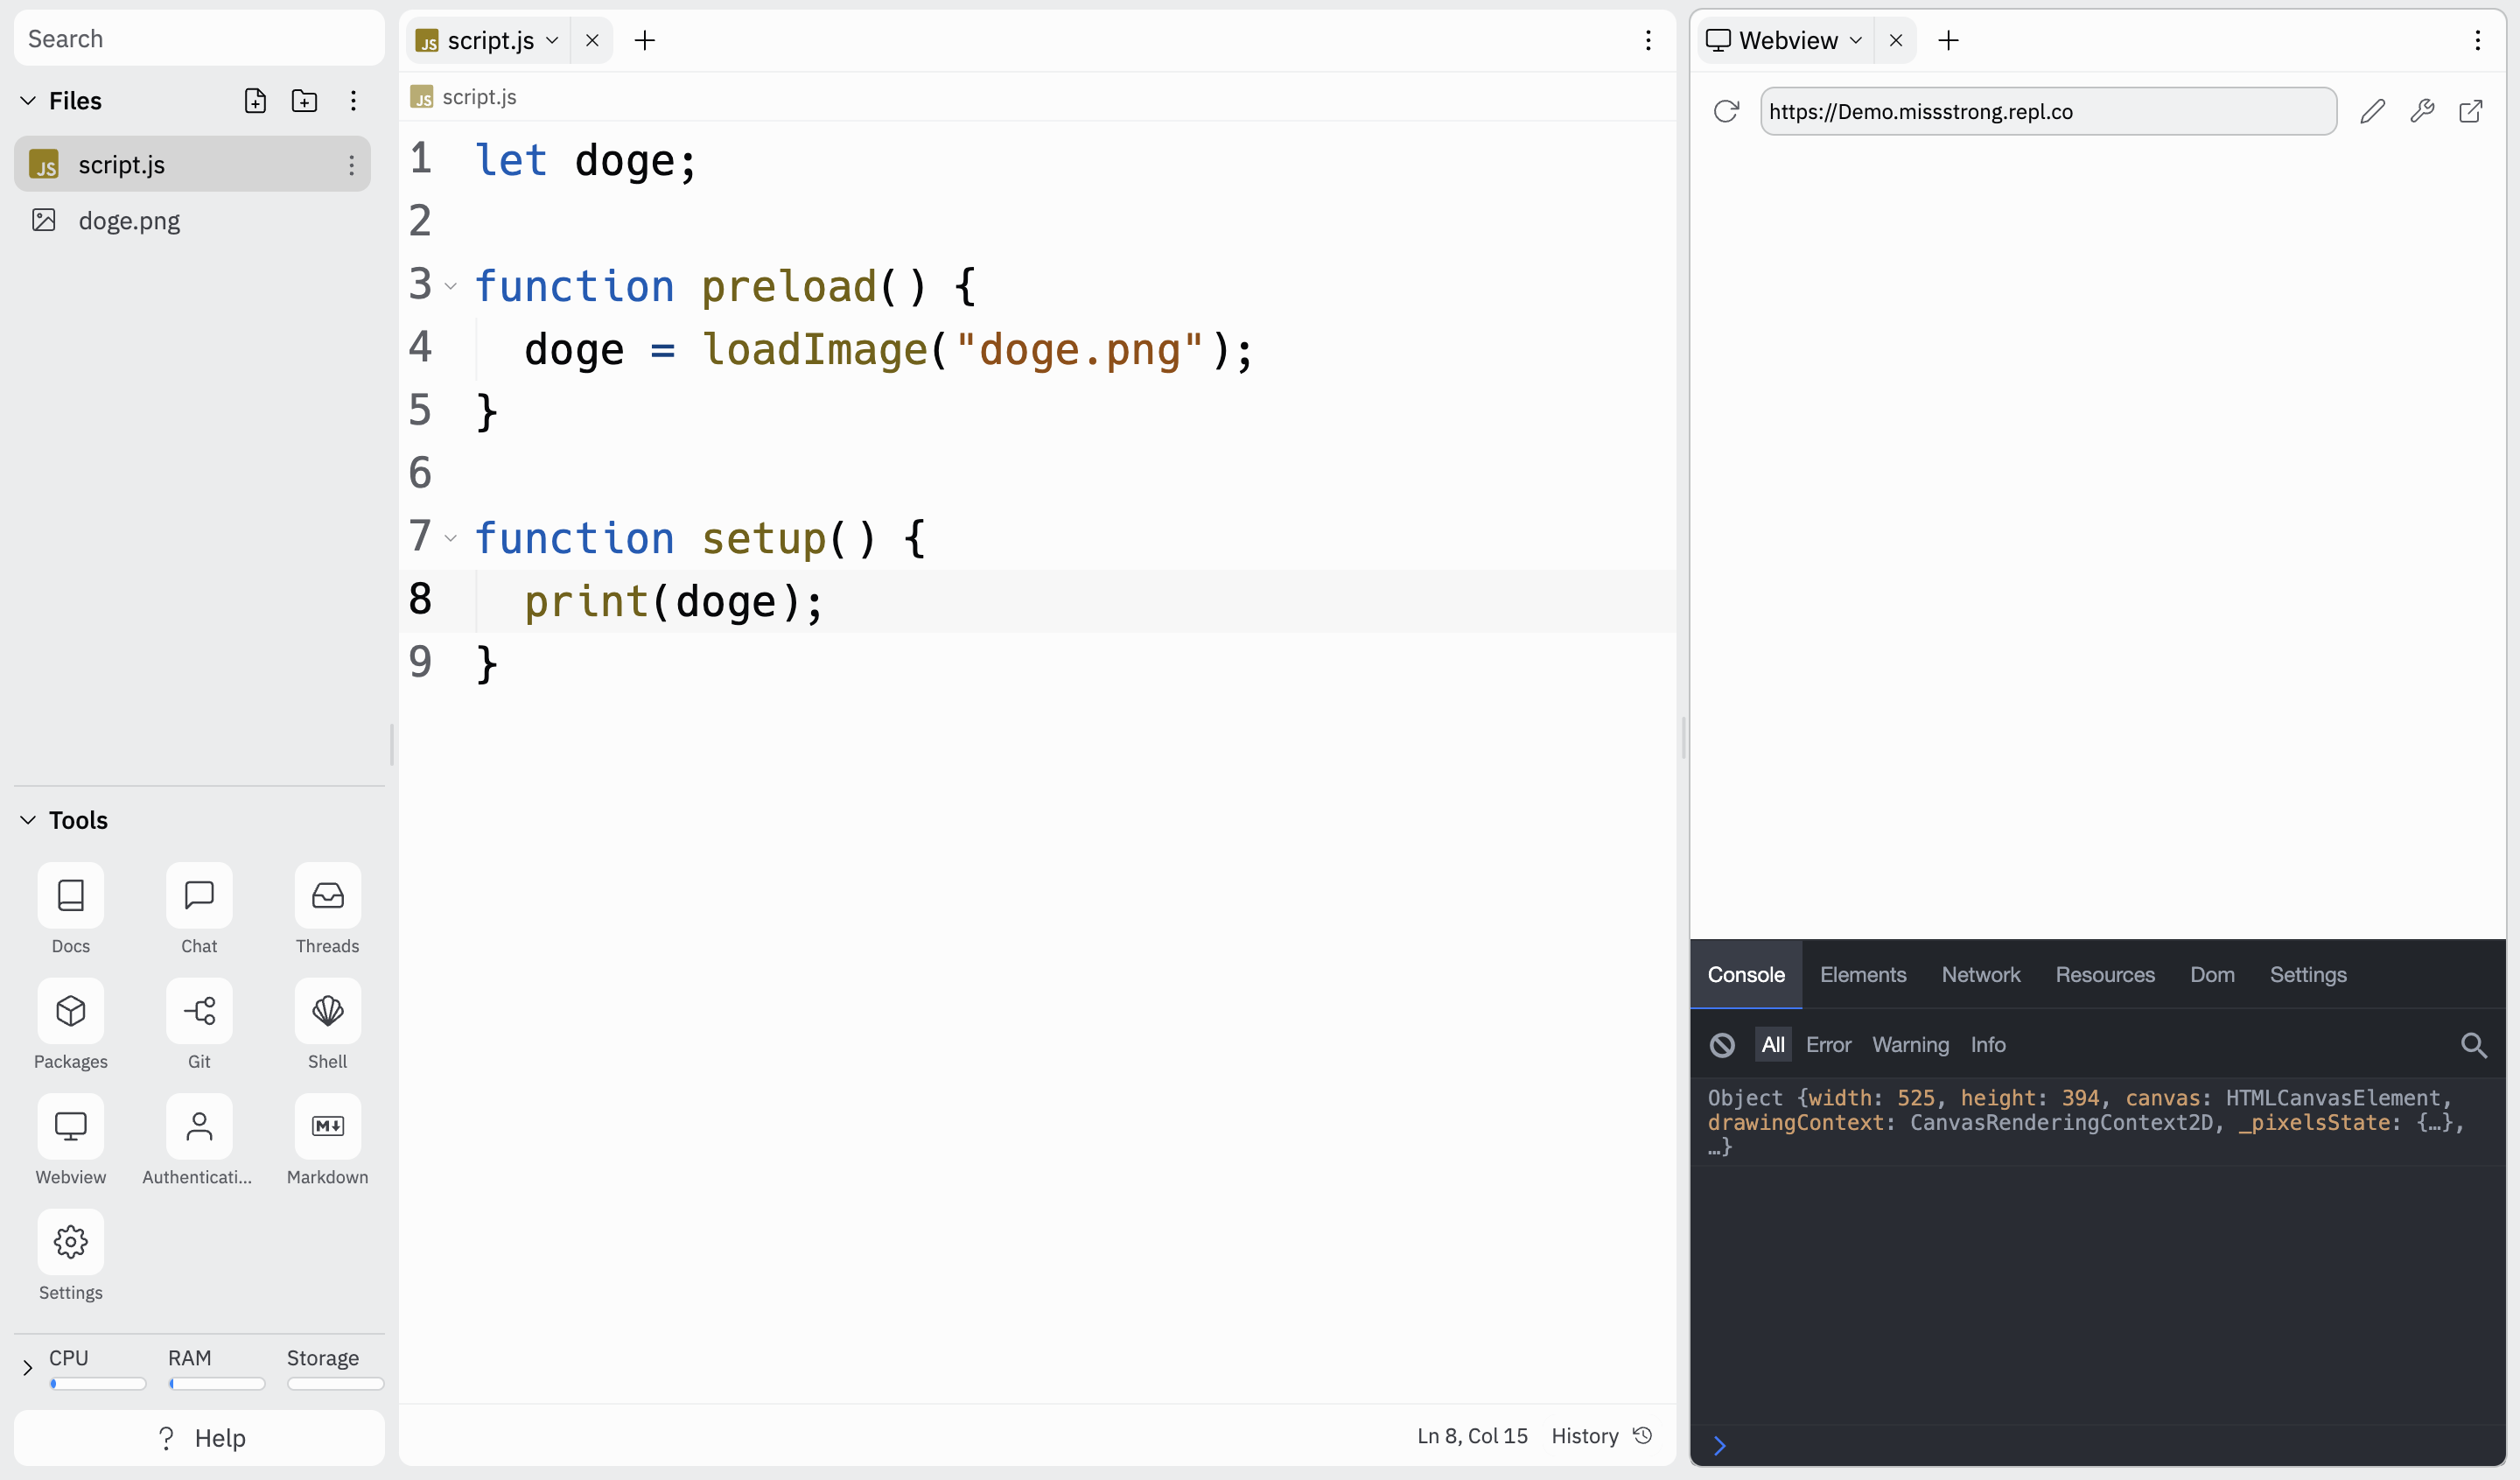 Search
Files
JS script.js
doge.png
Tools
Docs Chat Threads
Packages Git Shell
M
Webview Authenticati... Markdown
Settings
CPU RAM Storage
? Help
JS script.js
JS script.js
1 let doge;
2
3 function preload() {
4 doge = loadImage("doge.png");
5 }
6
7 function setup() {
8 print(doge);
9 }
Ln 8, Col 15 History
Webview
https://Demo.missstrong.repl.co
Console Elements Network Resources Dom Settings
All Error Warning Info
Object {width: 525, height: 394, canvas: HTMLCanvasElement,
drawingContext: CanvasRenderingContext2D, _pixelsState: {…},
…}